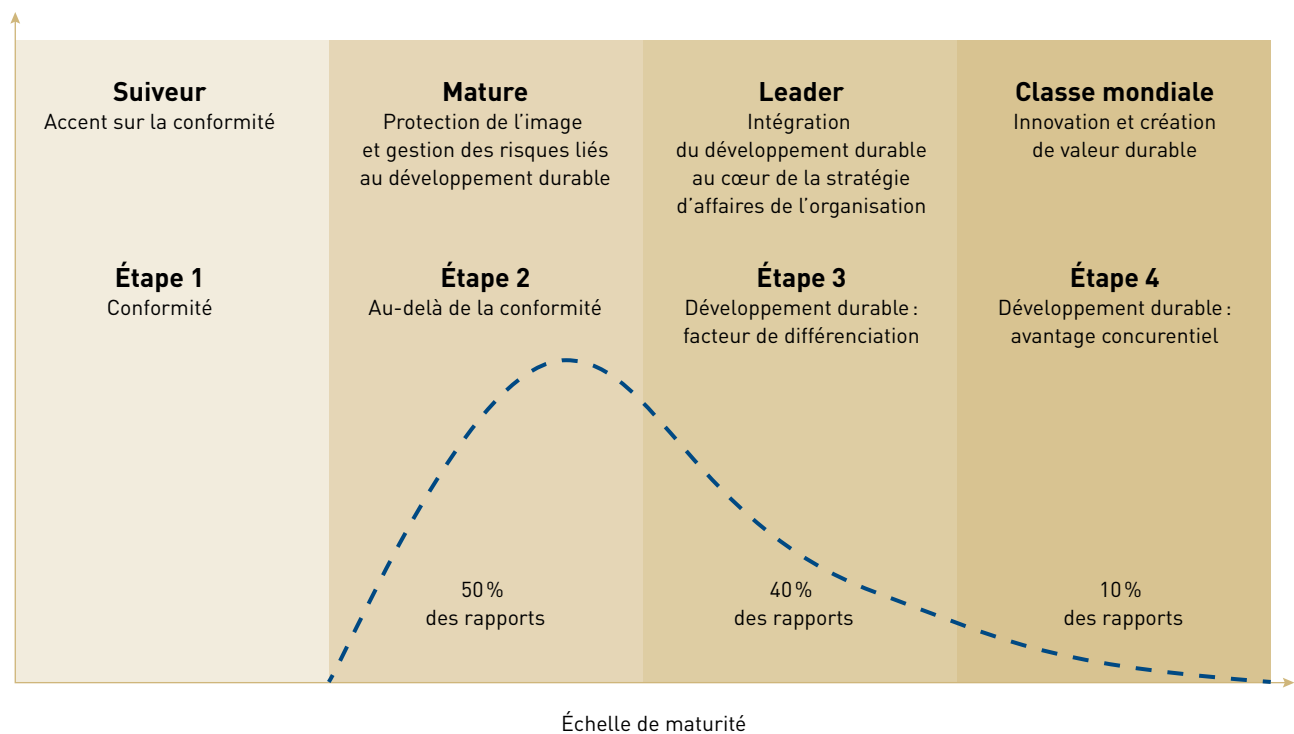 Suiveur
Accent sur la conformité
Mature
Protection de l’image
et gestion des risques liés
au développement durable
Leader
Intégration
du développement durable
au cœur de la stratégie
d’affaires de l’organisation
Classe mondiale
Innovation et création
de valeur durable
Étape 1
Conformité
Étape 2
Au-delà de la conformité
Étape 3
Développement durable :
facteur de différenciation
Étape 4
Développement durable :
avantage concurentiel
50 %
des rapports
40 %
des rapports
10 %
des rapports
Échelle de maturité